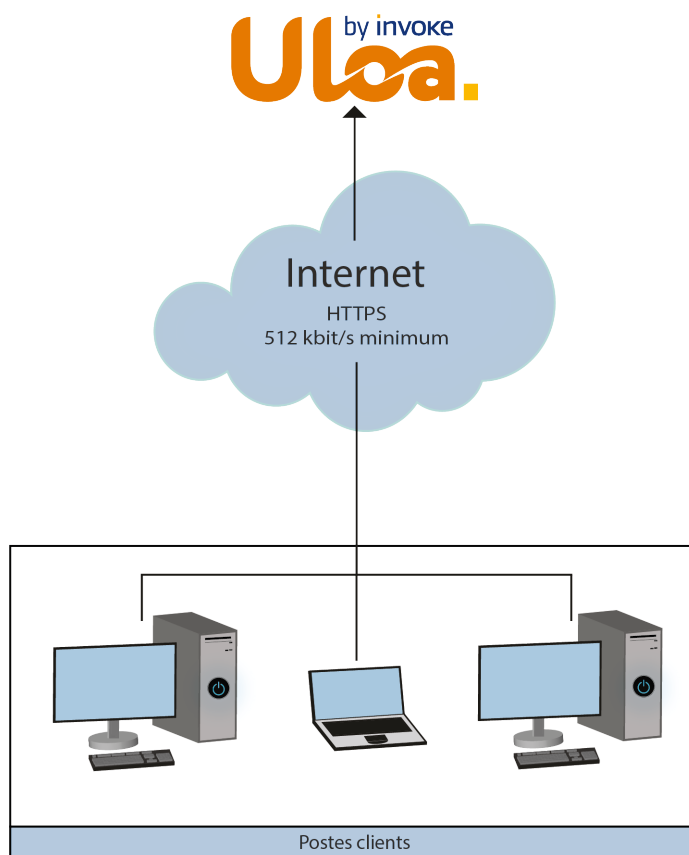 by invoke
Uloa.
Internet
HTTPS
512 kbit/s minimum
Postes clients